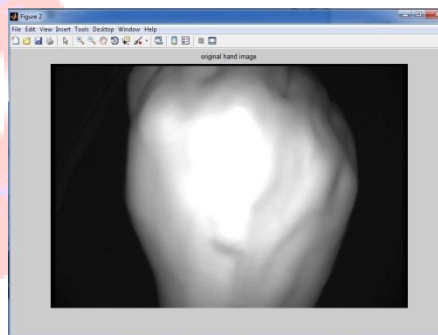 Figure 2
File Edit View Insert Tools Desktop Window Help
original hand image